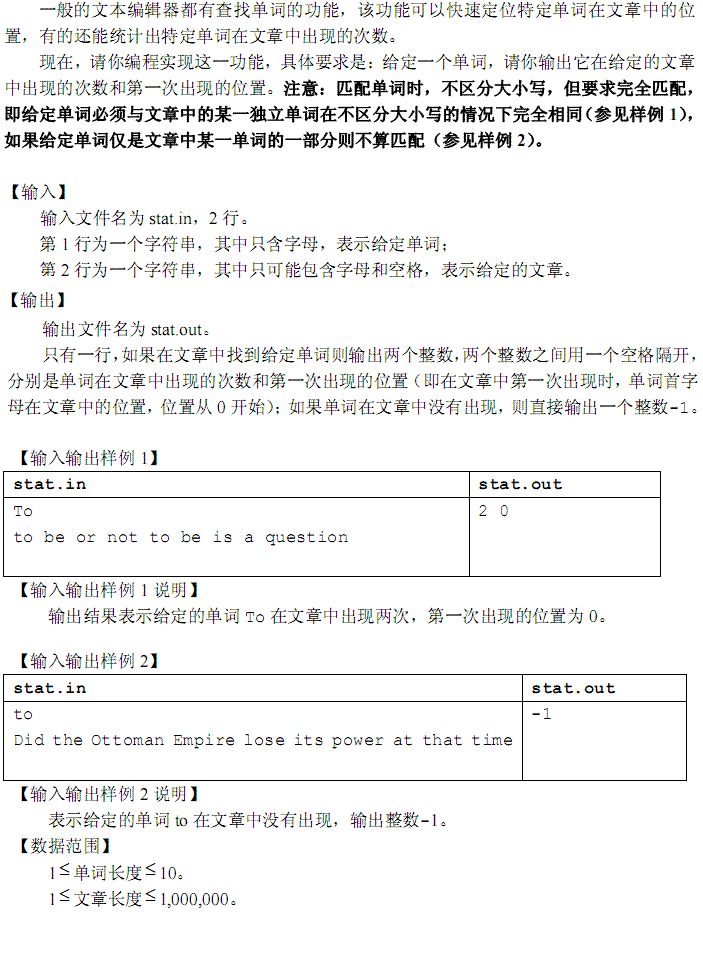 一般的文本编辑器都有查找单词的功能，该功能可以快速定位特定单词在文章中的位
置，有的还能统计出特定单词在文章中出现的次数。
现在，请你编程实现这一功能，具体要求是：给定一个单词，请你输出它在给定的文章
中出现的次数和第一次出现的位置。注意：匹配单词时，不区分大小写，但要求完全匹配，
即给定单词必须与文章中的某一独立单词在不区分大小写的情况下完全相同（参见样例 1），
如果给定单词仅是文章中某一单词的一部分则不算匹配（参见样例 2）。
【输入】
输入文件名为 stat.in，2 行。
第 1 行为一个字符串，其中只含字母，表示给定单词；
第 2 行为一个字符串，其中只可能包含字母和空格，表示给定的文章。
【输出】
输出文件名为 stat.out。
只有一行，如果在文章中找到给定单词则输出两个整数，两个整数之间用一个空格隔开，
分别是单词在文章中出现的次数和第一次出现的位置（即在文章中第一次出现时，单词首字
母在文章中的位置，位置从 0 开始）；如果单词在文章中没有出现，则直接输出一个整数-1。
【输入输出样例 1】
stat.in stat.out
To 2 0
to be or not to be is a question
【输入输出样例 1 说明】
输出结果表示给定的单词 To 在文章中出现两次，第一次出现的位置为 0。
【输入输出样例 2】
stat.in stat.out
to -1
Did the Ottoman Empire lose its power at that time
【输入输出样例 2 说明】
表示给定的单词 to 在文章中没有出现，输出整数-1。
【数据范围】
1≤单词长度≤10。
1≤文章长度≤1,000,000。